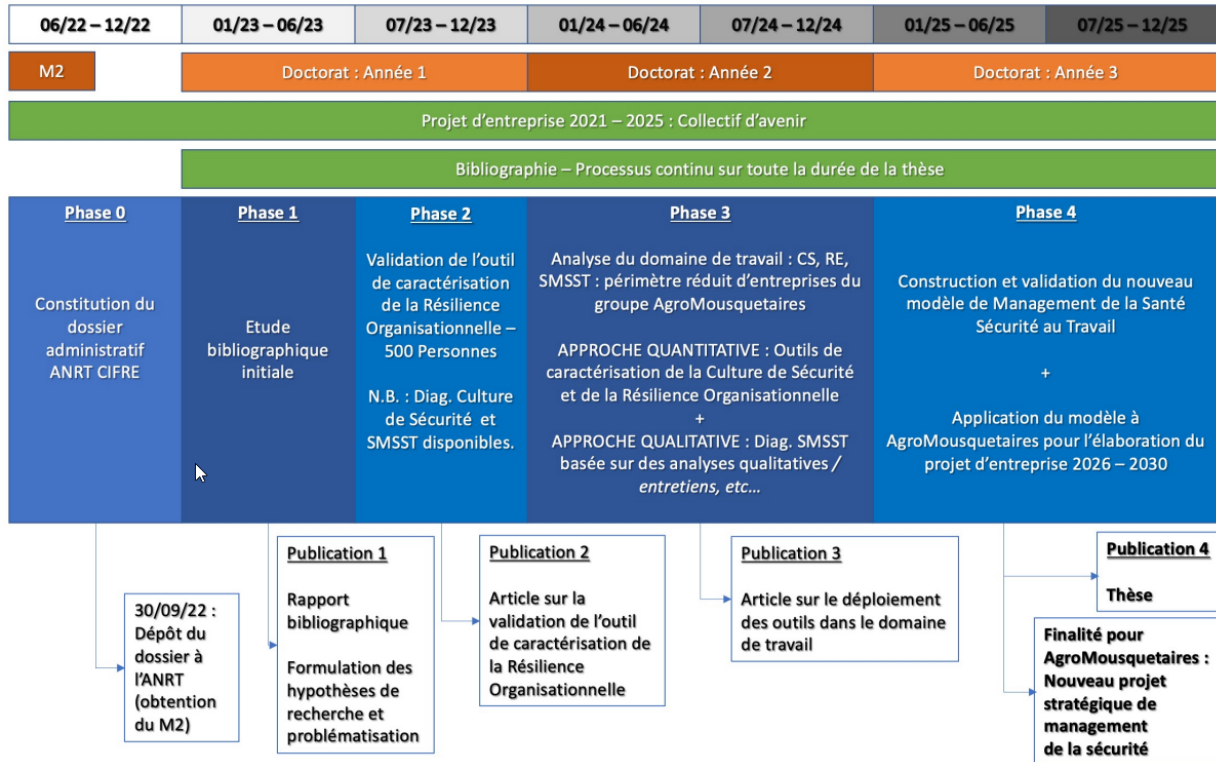 06/22 – 12/22
01/23 – 06/23
07/23 – 12/23
01/24 – 06/24
07/24 – 12/24
01/25 – 06/25
07/25 – 12/25
M2
Doctorat : Année 1
Doctorat : Année 2
Doctorat : Année 3
Projet d'entreprise 2021 – 2025 : Collectif d'avenir
Bibliographie – Processus continu sur toute la durée de la thèse
Phase 0
Constitution du
dossier
administratif
ANRT CIFRE
Phase 1
Etude
bibliographique
initiale
Phase 2
Validation de l'outil
de caractérisation
de la Résilience
Organisationnelle –
500 Personnes
N.B. : Diag. Culture
de Sécurité et
SMSST disponibles.
Phase 3
Analyse du domaine de travail : CS, RE,
SMSST : périmètre réduit d'entreprises du
groupe AgroMousquetaires
APPROCHE QUANTITATIVE : Outils de
caractérisation de la Culture de Sécurité
et de la Résilience Organisationnelle
+
APPROCHE QUALITATIVE : Diag. SMSST
basée sur des analyses qualitatives /
entretiens, etc...
Phase 4
Construction et validation du nouveau
modèle de Management de la Santé
Sécurité au Travail
+
Application du modèle à
AgroMousquetaires pour l'élaboration du
projet d'entreprise 2026 – 2030
30/09/22 :
Dépôt du
dossier à
l'ANRT
(obtention
du M2)
Publication 1
Rapport
bibliographique
Formulation des
hypothèses de
recherche et
problématisation
Publication 2
Article sur la
validation de l'outil
de caractérisation de
la Résilience
Organisationnelle
Publication 3
Article sur le déploiement
des outils dans le domaine
de travail
Publication 4
Thèse
Finalité pour
AgroMousquetaires :
Nouveau projet
stratégique de
management
de la sécurité